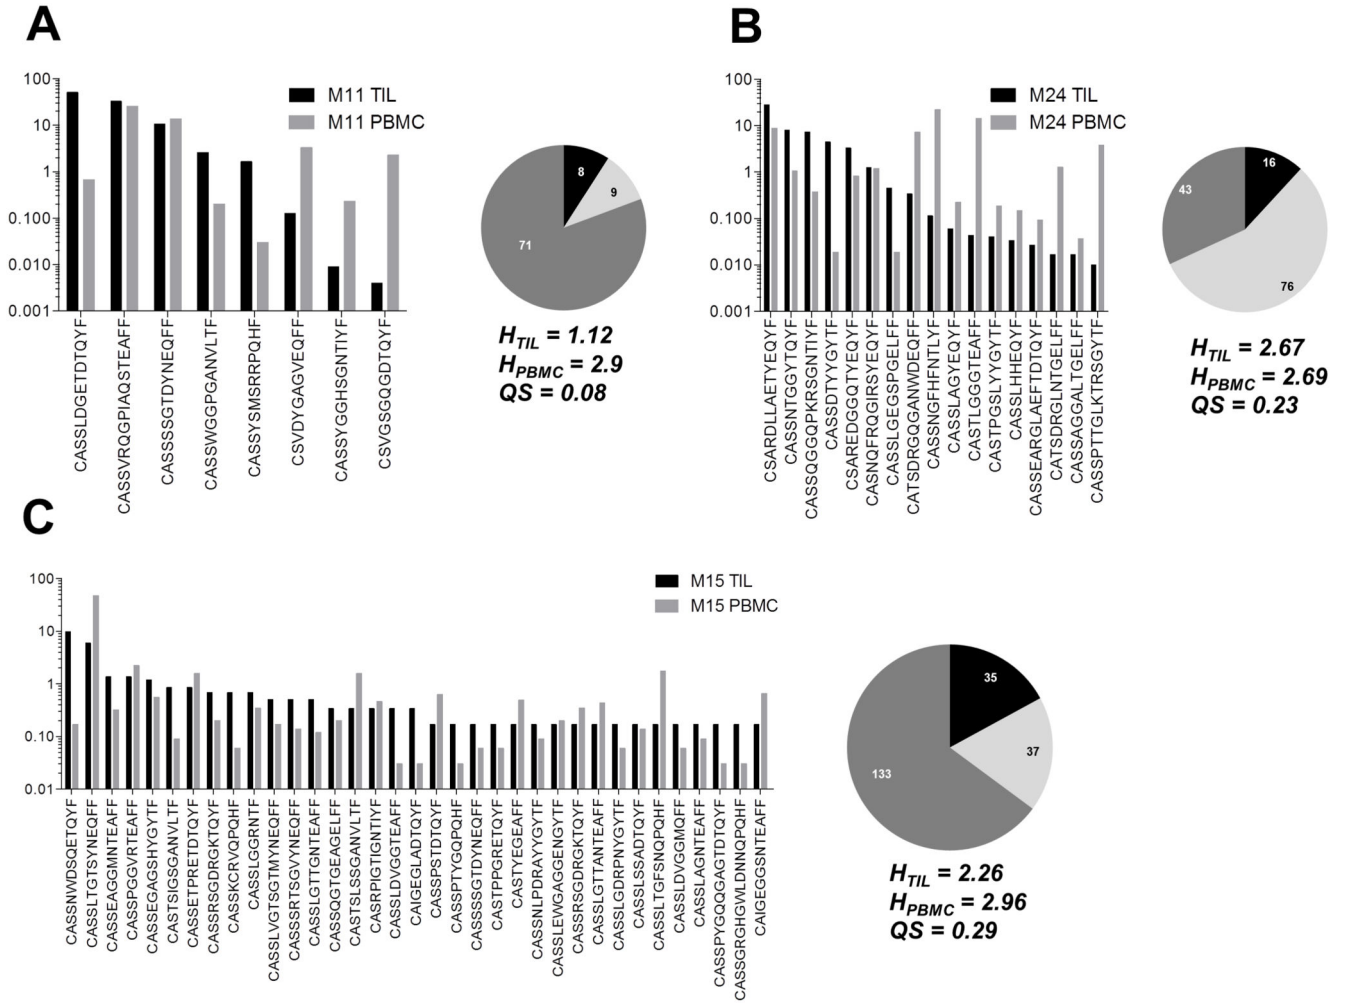 A
100
10
1
0.100
0.010
0.001
M11 TIL
M11 PBMC
CASSLDGETDTQYF
CASSVRQGPIAQSTEAFF
CASSSSGTDYNEQFF
CASSWGGPGANVLTF
CASSYSMSRRPQHF
CSVDYGAGVEQFF
CASSYGGHSGNTIYF
CSVGSGQGDTQYF
8
9
71
HTIL = 1.12
HPBMC = 2.9
QS = 0.08
B
100
10
1
0.100
0.010
0.001
M24 TIL
M24 PBMC
CSARDLLAETYEQYF
CASSNTGGYTQYF
CASSQGGQPKRSGNTIYF
CASSDTYYGYTF
CSAREDGGQTYEQYF
CASNQFRQGIRSYEQYF
CASSLGEGSPGELFF
CATSDRGQGANWDEQFF
CASSNGFHFNTLYF
CASSLAGYEQYF
CASTLGGGTEAFF
CASTPGSLYYGYTF
CASSLHHEQYF
CASSEARGLAEFTDTQYF
CATSDRGLNTGELFF
CASSAGGALTGELFF
CASSPTTGLKTRSGYTF
16
76
43
HTIL = 2.67
HPBMC = 2.69
QS = 0.23
C
100
10
1
0.10
0.01
M15 TIL
M15 PBMC
CASSNWDSQETQYF
CASSLTGTSYNEQFF
CASSEAGGMNTEAFF
CASSPGGVRTEAFF
CASSEGAGSHYGYTF
CASTSIGSGANVLTF
CASSETPRETDTQYF
CASSRSGDRGKTQYF
CASSKCRVQPQHF
CASSLGGRNTF
CASSLVGTSGTMYNEQFF
CASSRTSGVYNEQFF
CASSLGTTGNTEAFF
CASSQGTGEAGELFF
CASTSLSSGANVLTF
CASRPIGTIGNTIYF
CASSLDVGGTEAFF
CAIGEGLADTQYF
CASSPSTDTQYF
CASSPTYGQPQHF
CASSSSGTDYNEQFF
CASTPPGRETQYF
CASTYEGEAFF
CASSNLPDRAYYGYTF
CASSLEWGAGGENGYTF
CASSRSGDRGKTQYF
CASSLGTTANTEAFF
CASSLGDRPNYGYTF
CASSLSSADTQYF
CASSLTGFSNQPQHF
CASSLDVGGMQFF
CASSLAGNTEAFF
CASSPYGQQGAGTDTQYF
CASSGRGHGWLDNNQPQHF
CAIGEGGSNTEAFF
35
37
133
HTIL = 2.26
HPBMC = 2.96
QS = 0.29